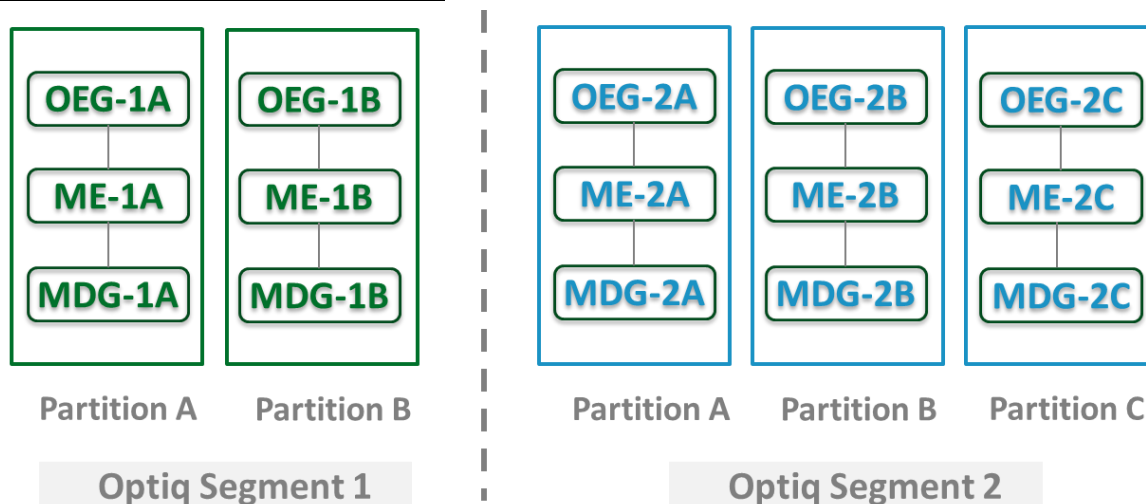 OEG-1A
ME-1A
MDG-1A
Partition A
OEG-1B
ME-1B
MDG-1B
Partition B
Optiq Segment 1
OEG-2A
ME-2A
MDG-2A
Partition A
OEG-2B
ME-2B
MDG-2B
Partition B
OEG-2C
ME-2C
MDG-2C
Partition C
Optiq Segment 2